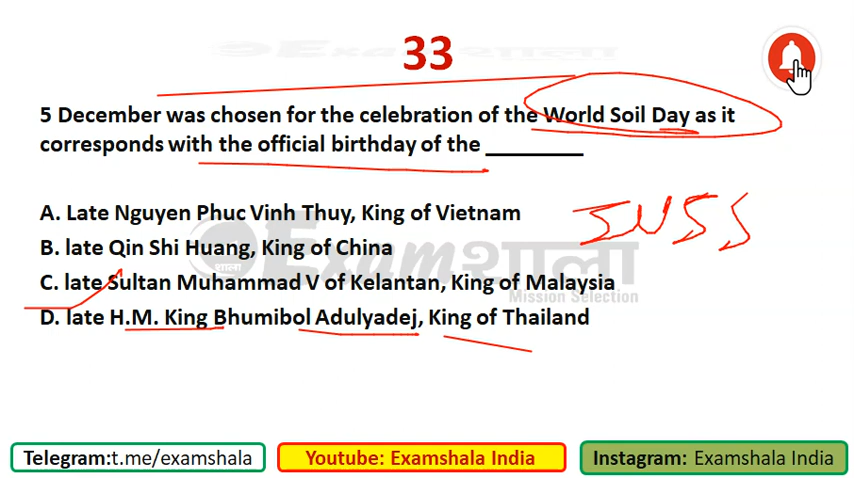 33
5 December was chosen for the celebration of the World Soil Day as it
corresponds with the official birthday of the ________
IUSS
A. Late Nguyen Phuc Vinh Thuy, King of Vietnam
B. late Qin Shi Huang, King of China
C. late Sultan Muhammad V of Kelantan, King of Malaysia
D. late H.M. King Bhumibol Adulyadej, King of Thailand
शाला
Examशाला
Mission Selection
Telegram:t.me/examshala
Youtube: Examshala India
Instagram: Examshala India